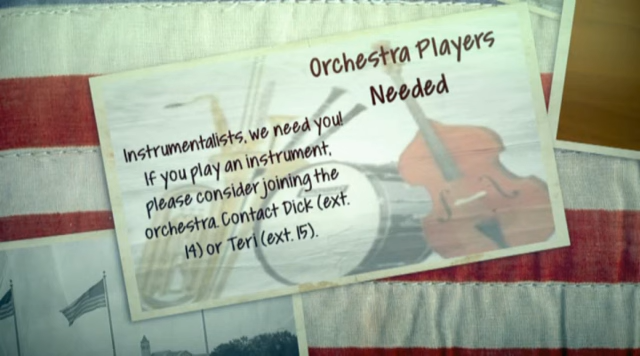 Orchestra Players
Needed
Instrumentalists, we need you!
If you play an instrument,
please consider joining the
orchestra. Contact Dick (ext.
14) or Teri (ext. 15).